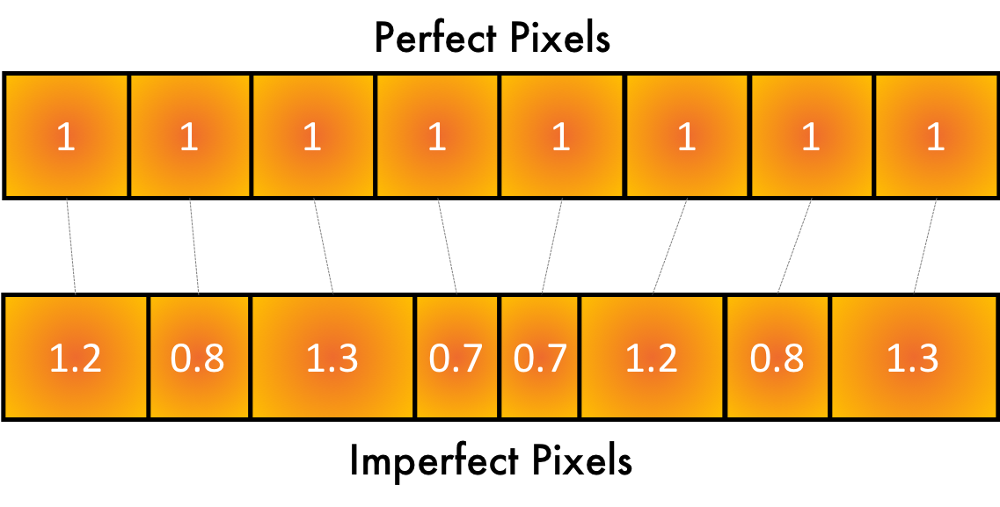 Perfect Pixels
1 1 1 1 1 1 1 1
1.2 0.8 1.3 0.7 0.7 1.2 0.8 1.3
Imperfect Pixels